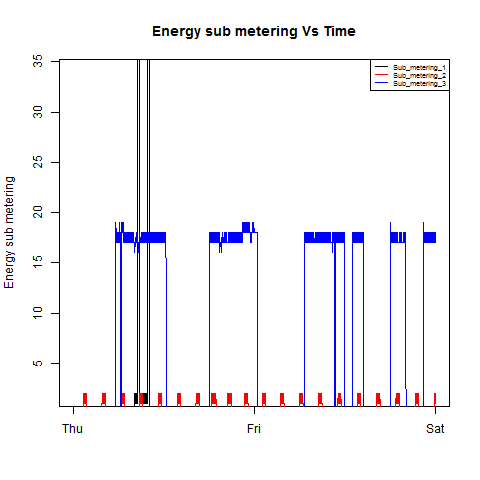 Energy sub metering Vs Time
Sub_metering_1
Sub_metering_2
Sub_metering_3
Energy sub metering
35
30
25
20
15
10
5
Thu Fri Sat